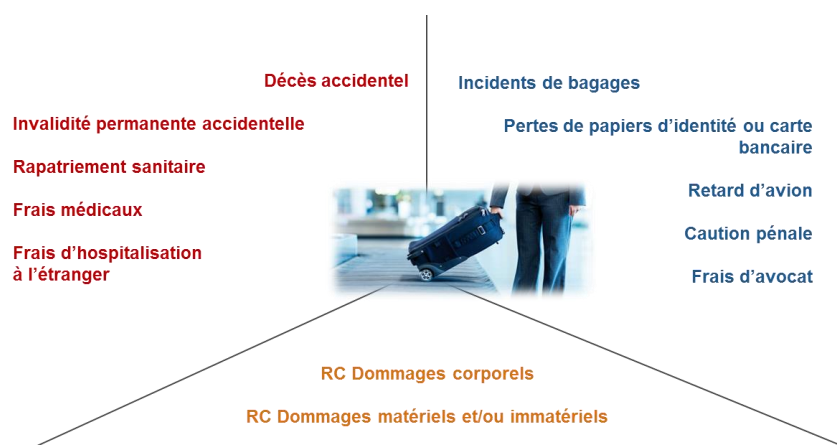 Décès accidentel
Invalidité permanente accidentelle
Rapatriement sanitaire
Frais médicaux
Frais d’hospitalisation
à l’étranger
Incidents de bagages
Pertes de papiers d’identité ou carte
bancaire
Retard d’avion
Caution pénale
Frais d’avocat
RC Dommages corporels
RC Dommages matériels et/ou immatériels